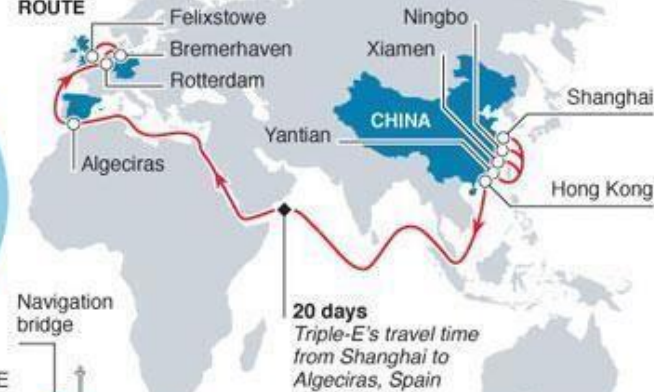 ROUTE
Felixstowe
Bremerhaven
Rotterdam
Algeciras
Ningbo
Xiamen
Shanghai
CHINA
Yantian
Hong Kong
20 days
Triple-E's travel time
from Shanghai to
Algeciras, Spain
Navigation
bridge
E